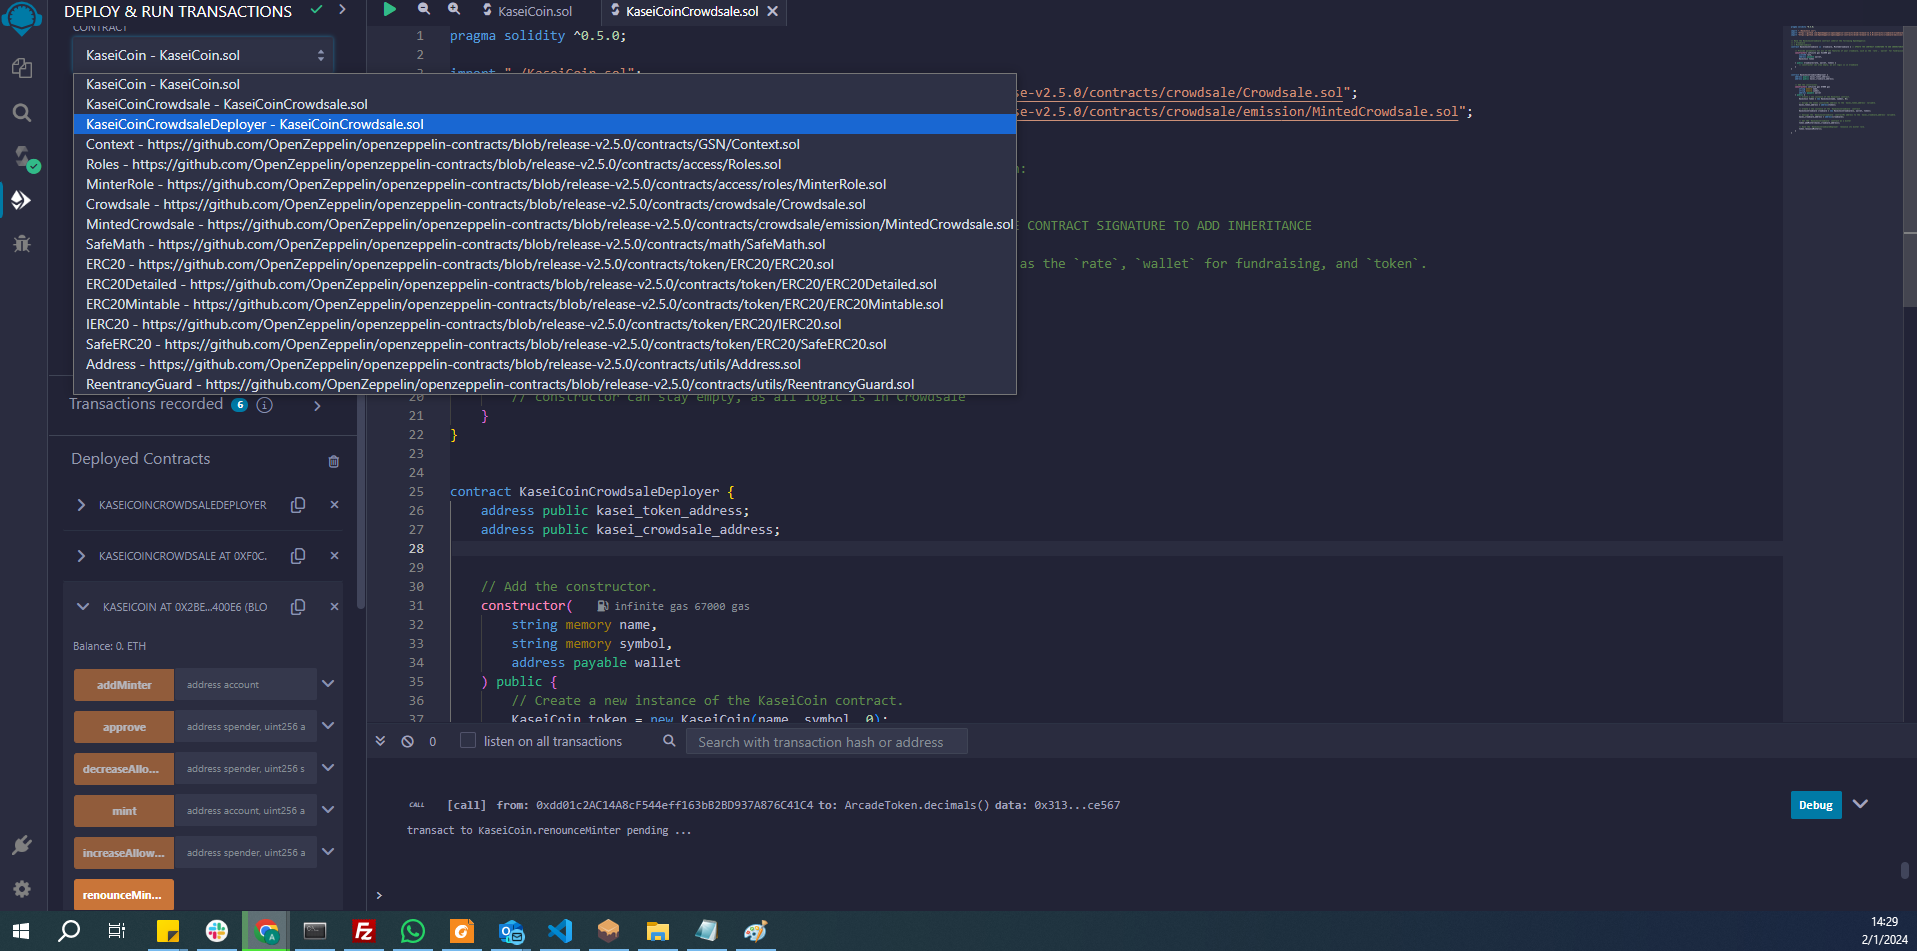 DEPLOY & RUN TRANSACTIONS
CONTRACT
KaseiCoin - KaseiCoin.sol
KaseiCoin - KaseiCoin.sol
KaseiCoinCrowdsale - KaseiCoinCrowdsale.sol
KaseiCoinCrowdsaleDeployer - KaseiCoinCrowdsale.sol
Context - https://github.com/OpenZeppelin/openzeppelin-contracts/blob/release-v2.5.0/contracts/GSN/Context.sol
Roles - https://github.com/OpenZeppelin/openzeppelin-contracts/blob/release-v2.5.0/contracts/access/Roles.sol
MinterRole - https://github.com/OpenZeppelin/openzeppelin-contracts/blob/release-v2.5.0/contracts/access/roles/MinterRole.sol
Crowdsale - https://github.com/OpenZeppelin/openzeppelin-contracts/blob/release-v2.5.0/contracts/crowdsale/Crowdsale.sol
MintedCrowdsale - https://github.com/OpenZeppelin/openzeppelin-contracts/blob/release-v2.5.0/contracts/crowdsale/emission/MintedCrowdsale.sol
SafeMath - https://github.com/OpenZeppelin/openzeppelin-contracts/blob/release-v2.5.0/contracts/math/SafeMath.sol
ERC20 - https://github.com/OpenZeppelin/openzeppelin-contracts/blob/release-v2.5.0/contracts/token/ERC20/ERC20.sol
ERC20Detailed - https://github.com/OpenZeppelin/openzeppelin-contracts/blob/release-v2.5.0/contracts/token/ERC20/ERC20Detailed.sol
ERC20Mintable - https://github.com/OpenZeppelin/openzeppelin-contracts/blob/release-v2.5.0/contracts/token/ERC20/ERC20Mintable.sol
IERC20 - https://github.com/OpenZeppelin/openzeppelin-contracts/blob/release-v2.5.0/contracts/token/ERC20/IERC20.sol
SafeERC20 - https://github.com/OpenZeppelin/openzeppelin-contracts/blob/release-v2.5.0/contracts/token/ERC20/SafeERC20.sol
Address - https://github.com/OpenZeppelin/openzeppelin-contracts/blob/release-v2.5.0/contracts/utils/Address.sol
ReentrancyGuard - https://github.com/OpenZeppelin/openzeppelin-contracts/blob/release-v2.5.0/contracts/utils/ReentrancyGuard.sol
Transactions recorded 6
Deployed Contracts
KASEICOINCROWDSALEDEPLOYER
KASEICOINCROWDSALE AT 0XF0C.
KASEICOIN AT 0X2BE...400E6 (BLO
Balance: 0. ETH
addMinter address account
approve address spender, uint256 a
decreaseAllo... address spender, uint256 s
mint address account, uint256 a
increaseAllow... address spender, uint256 a
renounceMin...
KaseiCoin.sol
KaseiCoinCrowdsale.sol
1 pragma solidity ^0.5.0;
2
import "./KaseiCoin.sol";
se-v2.5.0/contracts/crowdsale/Crowdsale.sol";
se-v2.5.0/contracts/crowdsale/emission/MintedCrowdsale.sol";
CONTRACT SIGNATURE TO ADD INHERITANCE
as the `rate`, `wallet` for fundraising, and `token`.
20 // constructor can stay empty, as all logic is in Crowdsale
21 }
22 }
23
24
25 contract KaseiCoinCrowdsaleDeployer {
26 address public kasei_token_address;
27 address public kasei_crowdsale_address;
28
29
30 // Add the constructor.
31 constructor( infinite gas 67000 gas
32 string memory name,
33 string memory symbol,
34 address payable wallet
35 ) public {
36 // Create a new instance of the KaseiCoin contract.
37 KaseiCoin token = new KaseiCoin(name, symbol, 0);
0 listen on all transactions Search with transaction hash or address
CALL [call] from: 0xdd01c2AC14A8cF544eff163bB2BD937A876C41C4 to: ArcadeToken.decimals() data: 0x313...ce567
Debug
transact to KaseiCoin.renounceMinter pending ...
>
14:29
2/1/2024